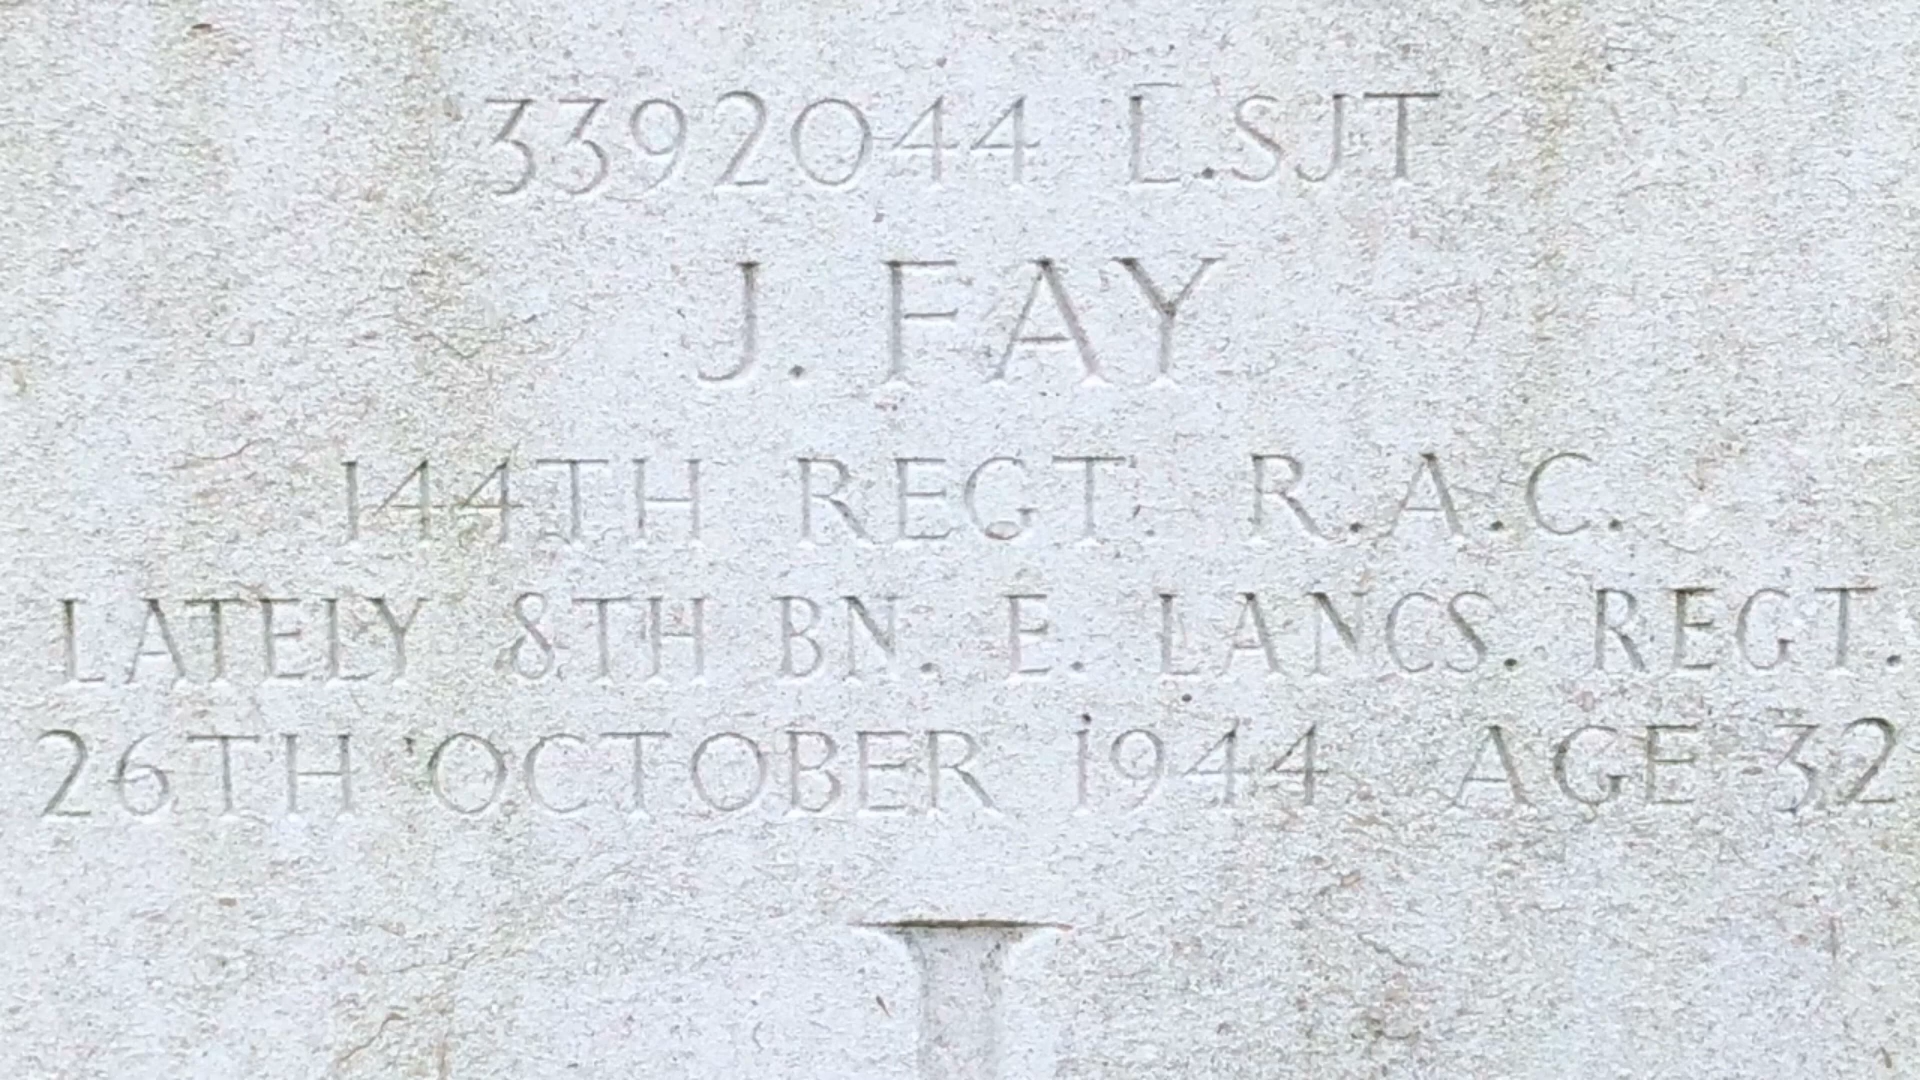 3392044 L.SJT
J. FAY
144TH REGT. R.A.C.
LATELY 8TH BN. E. LANCS. REGT.
26TH OCTOBER 1944 AGE 32